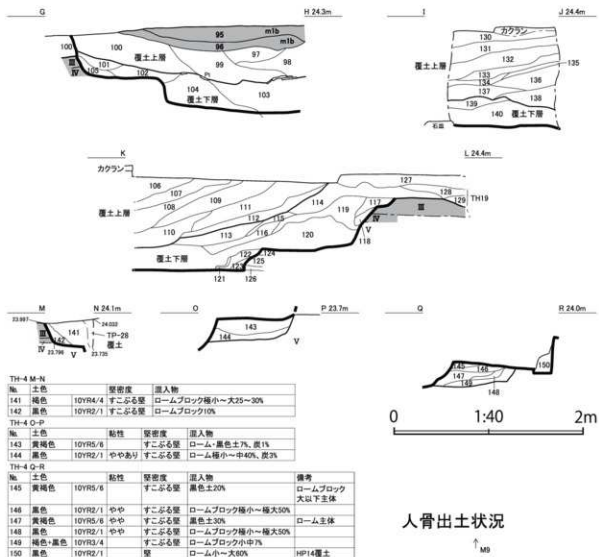 G H 24.3m
95 m1b
96 m1b
100 100 97
覆土上層 99 98
Ⅲ 101
Ⅳ 105 102 P1
104 103
覆土下層
I J 24.4m
カクラン
130
131
覆土上層 132 135
133
134 136
137
139 138
140 覆土下層
石皿
K L 24.4m
カクラン
127
106 107 128
108 109 111 114 117 129 TH19
覆土上層 112 115 119 Ⅲ
110 113 116 120 Ⅳ
Ⅴ
118
覆土下層 122 124
123 125
121 126
M N 24.1m
23.997 24.032
Ⅲ 141 TP-28
覆土
Ⅳ 142
23.796 Ⅴ 23.735
O P 23.7m
143
144 Ⅴ
Q R 24.0m
145 146 150
147
149 148
TH-4 M-N
№ 土色 堅密度 混入物
141 褐色 10YR4/4 すこぶる堅 ロームブロック極小～大25～30%
142 黒色 10YR2/1 すこぶる堅 ロームブロック10%
TH-4 O-P
№ 土色 粘性 堅密度 混入物
143 黄褐色 10YR5/6 すこぶる堅 ローム・黒色土7%、炭1%
144 黒色 10YR2/1 ややあり すこぶる堅 ローム極小～中40%、炭3%
TH-4 Q-R
№ 土色 粘性 堅密度 混入物 備考
145 黄褐色 10YR5/6 すこぶる堅 黒色土20% ロームブロック
大以下主体
146 黒色 10YR2/1 やや すこぶる堅 ロームブロック極小～極大50%
147 黄褐色 10YR5/6 やや すこぶる堅 黒色土30% ローム主体
148 黒色 10YR2/1 やや すこぶる堅 ロームブロック極小～極大50%
149 褐色+黒色 10YR3/4 すこぶる堅 ロームブロック小中7%
150 黒色 10YR2/1 堅 ローム小～大60% HP14覆土
0 1:40 2m
人骨出土状況
↑M9